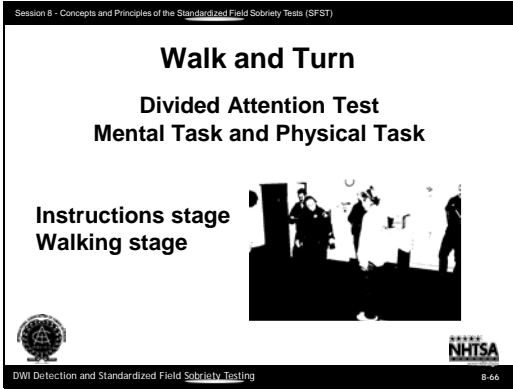 Session 8 - Concepts and Principles of the Standardized Field Sobriety Tests (SFST)
Walk and Turn
Divided Attention Test
Mental Task and Physical Task
Instructions stage
Walking stage
NHTSA
DWI Detection and Standardized Field Sobriety Testing
8-66